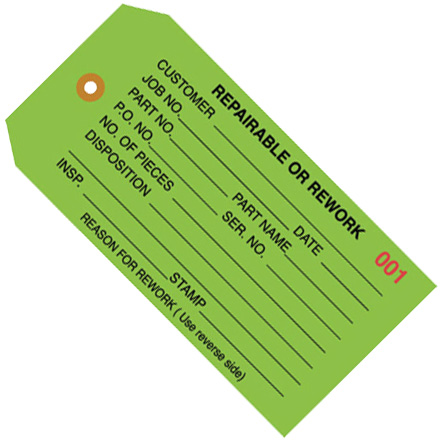 REPAIRABLE OR REWORK 001
CUSTOMER
JOB NO. DATE
PART NO. PART NAME
P.O. NO. SER. NO.
NO. OF PIECES
DISPOSITION
INSP. STAMP
REASON FOR REWORK ( Use reverse side)